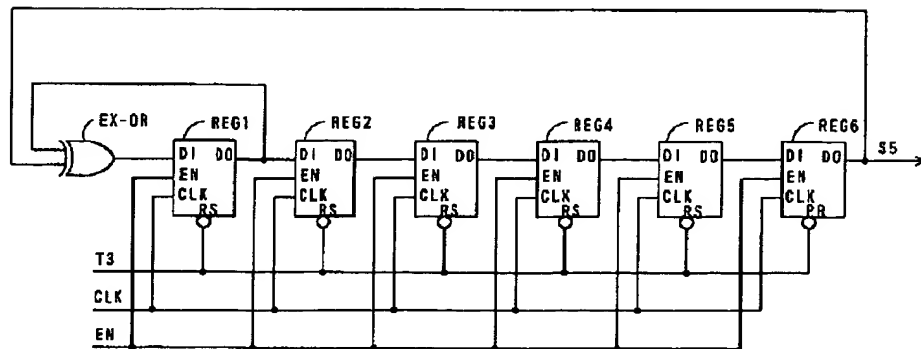 EX-OR REG1 REG2 REG3 REG4 REG5 REG6
DI DO DI DO DI DO DI DO DI DO DI DO S5
EN EN EN EN EN EN
CLK CLK CLK CLK CLK CLK
RS RS RS RS RS PR
T3
CLK
EN